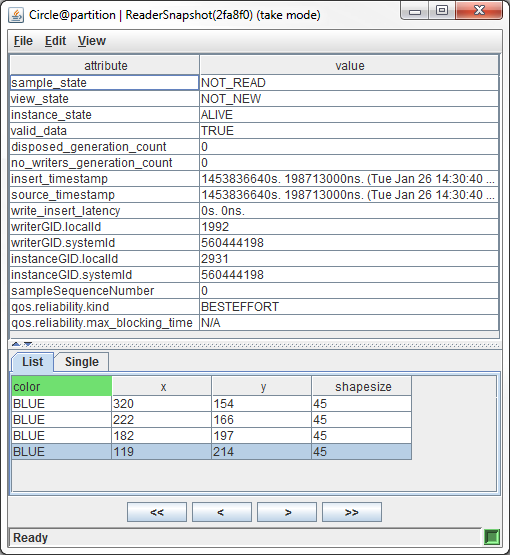 Circle@partition | ReaderSnapshot(2fa8f0) (take mode)
File Edit View
attribute value
sample_state NOT_READ
view_state NOT_NEW
instance_state ALIVE
valid_data TRUE
disposed_generation_count 0
no_writers_generation_count 0
insert_timestamp 1453836640s. 198713000ns. (Tue Jan 26 14:30:40 ...
source_timestamp 1453836640s. 198713000ns. (Tue Jan 26 14:30:40 ...
write_insert_latency 0s. 0ns.
writerGID.localId 1992
writerGID.systemId 560444198
instanceGID.localId 2931
instanceGID.systemId 560444198
sampleSequenceNumber 0
qos.reliability.kind BESTEFFORT
qos.reliability.max_blocking_time N/A
List Single
color x y shapesize
BLUE 320 154 45
BLUE 222 166 45
BLUE 182 197 45
BLUE 119 214 45
<< < > >>
Ready